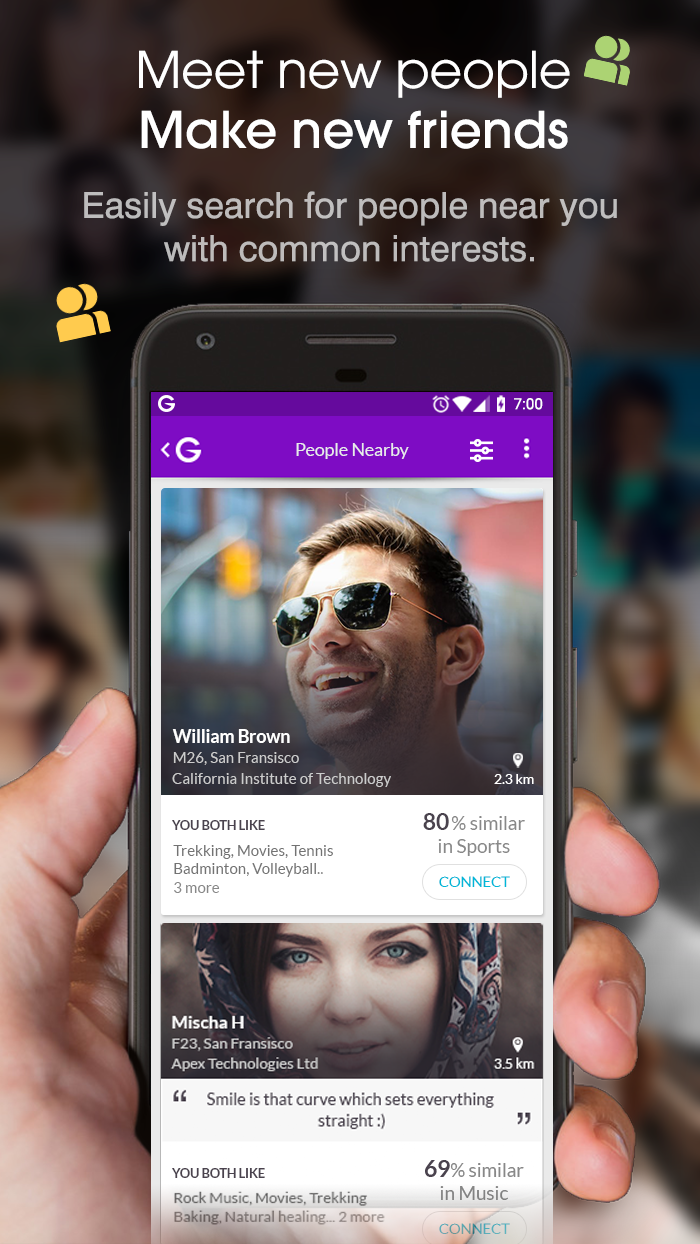 Meet new people
Make new friends
Easily search for people near you
with common interests.
G
7:00
G
People Nearby
William Brown
M26, San Fransisco
California Institute of Technology
2.3 km
YOU BOTH LIKE
Trekking, Movies, Tennis
Badminton, Volleyball..
3 more
80% similar
in Sports
CONNECT
Mischa H
F23, San Fransisco
Apex Technologies Ltd
3.5 km
“ Smile is that curve which sets everything
straight :) ”
YOU BOTH LIKE
Rock Music, Movies, Trekking
Baking, Natural healing... 2 more
69% similar
in Music
CONNECT